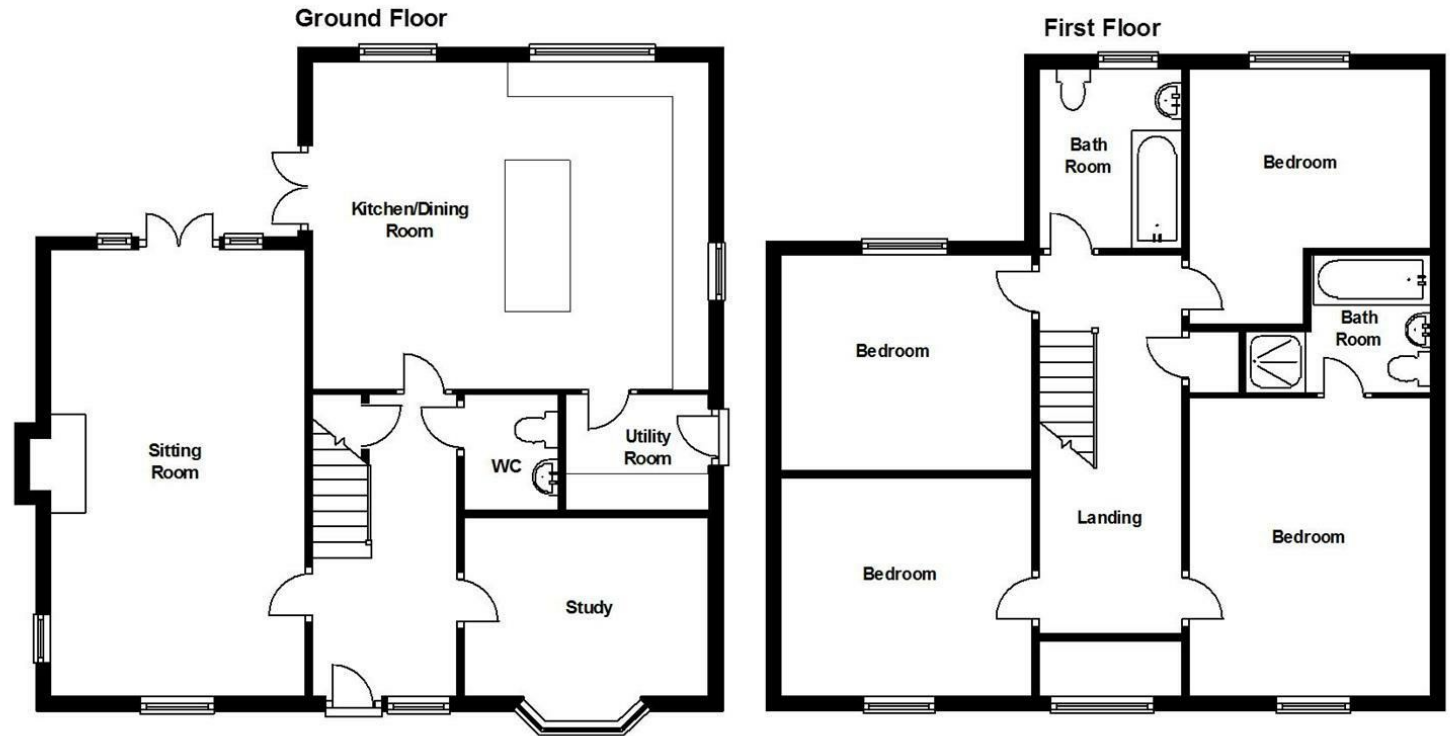 Ground Floor
Kitchen/Dining
Room
Sitting
Room
WC
Utility
Room
Study
First Floor
Bath
Room
Bedroom
Bedroom
Bath
Room
Landing
Bedroom
Bedroom